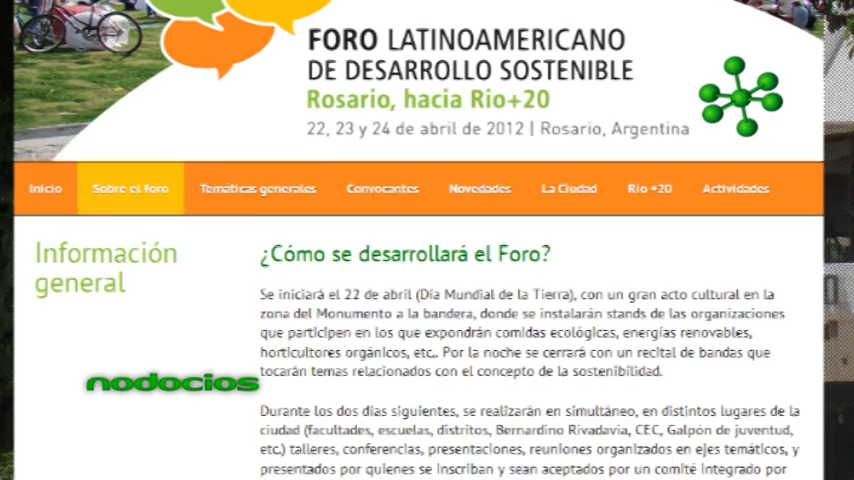 FORO LATINOAMERICANO
DE DESARROLLO SOSTENIBLE
Rosario, hacia Rio+20
22, 23 y 24 de abril de 2012 | Rosario, Argentina
Inicio Sobre el foro Temáticas generales Convocantes Novedades La Ciudad Rio +20 Actividades
Información
general
¿Cómo se desarrollará el Foro?
Se iniciará el 22 de abril (Día Mundial de la Tierra), con un gran acto cultural en la
zona del Monumento a la bandera, donde se instalarán stands de las organizaciones
que participen en los que expondrán comidas ecológicas, energías renovables,
horticultores orgánicos, etc.. Por la noche se cerrará con un recital de bandas que
tocarán temas relacionados con el concepto de la sostenibilidad.
nodocios
Durante los dos días siguientes, se realizarán en simultáneo, en distintos lugares de la
ciudad (facultades, escuelas, distritos, Bernardino Rivadavia, CEC, Galpón de juventud,
etc.) talleres, conferencias, presentaciones, reuniones organizados en ejes temáticos, y
presentados por quienes se inscriban y sean aceptados por un comité integrado por